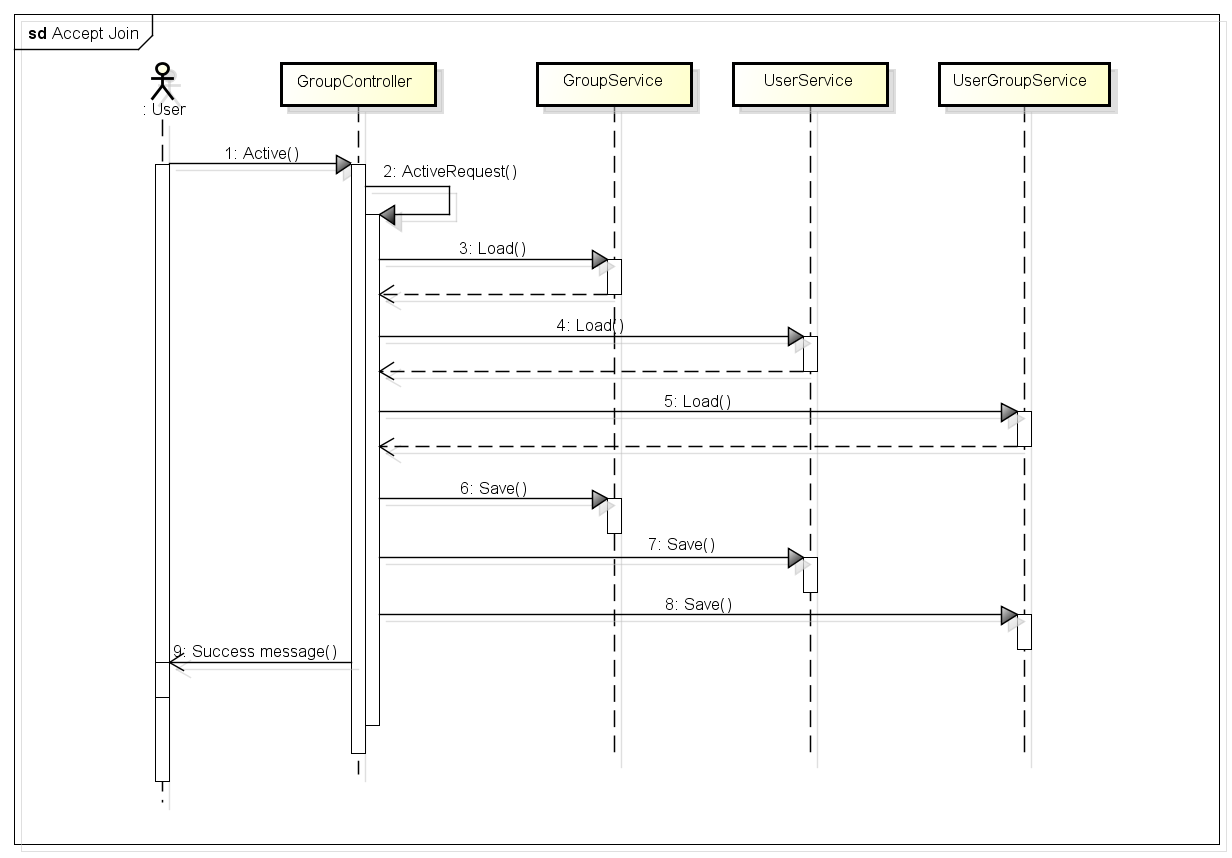 sd Accept Join
: User
GroupController
GroupService
UserService
UserGroupService
1: Active()
2: ActiveRequest()
3: Load()
4: Load()
5: Load()
6: Save()
7: Save()
8: Save()
9: Success message()